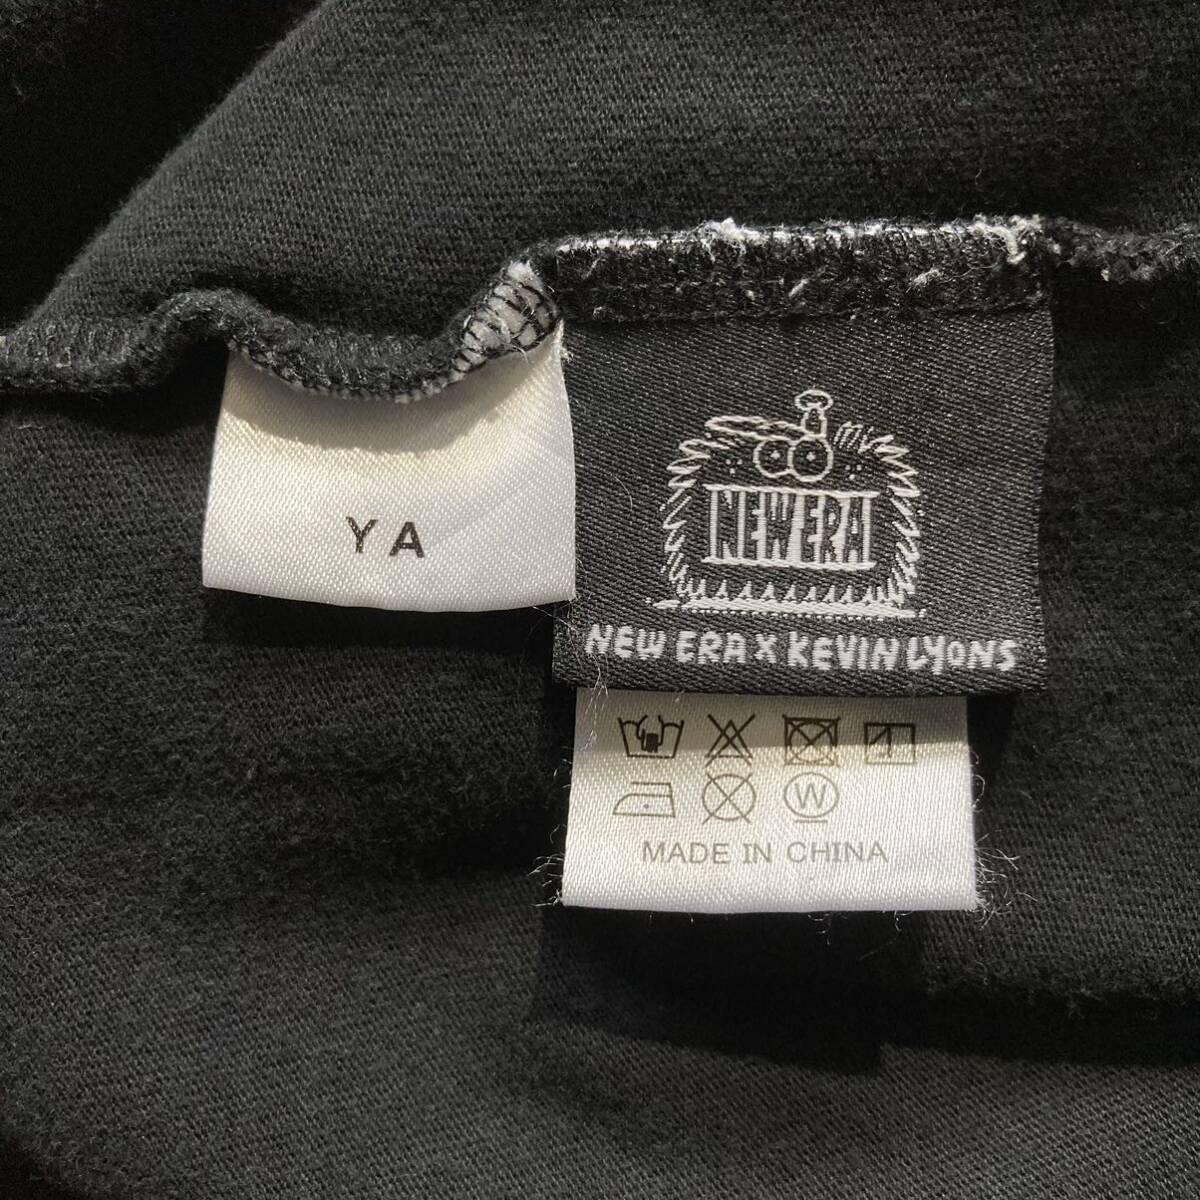 YA
NEW ERA
NEW ERA X KEVIN LYONS
W
MADE IN CHINA